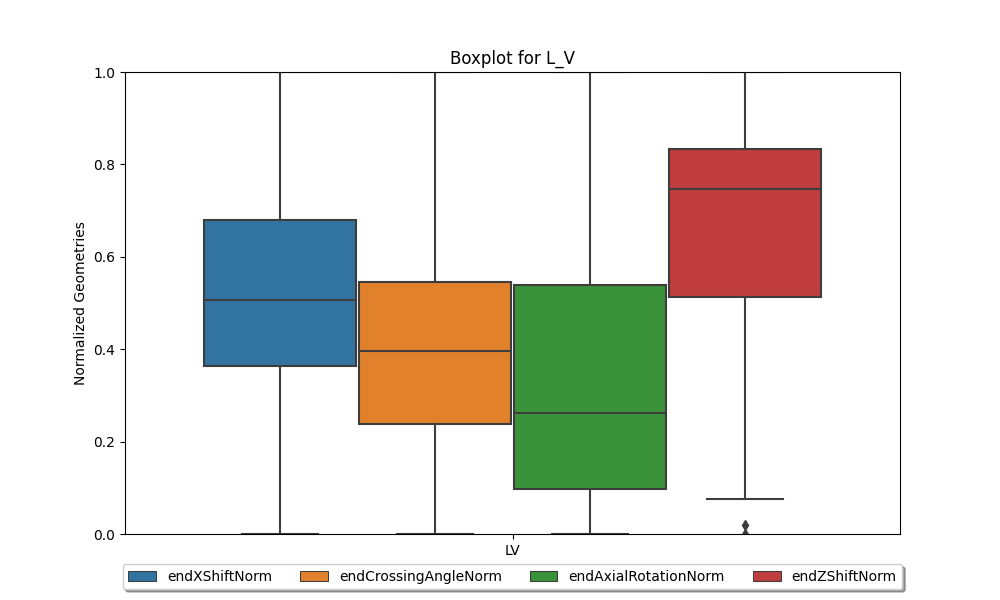 Boxplot for L_V
1.0
0.8
0.6
0.4
0.2
0.0
Normalized Geometries
LV
endXShiftNorm endCrossingAngleNorm endAxialRotationNorm endZShiftNorm